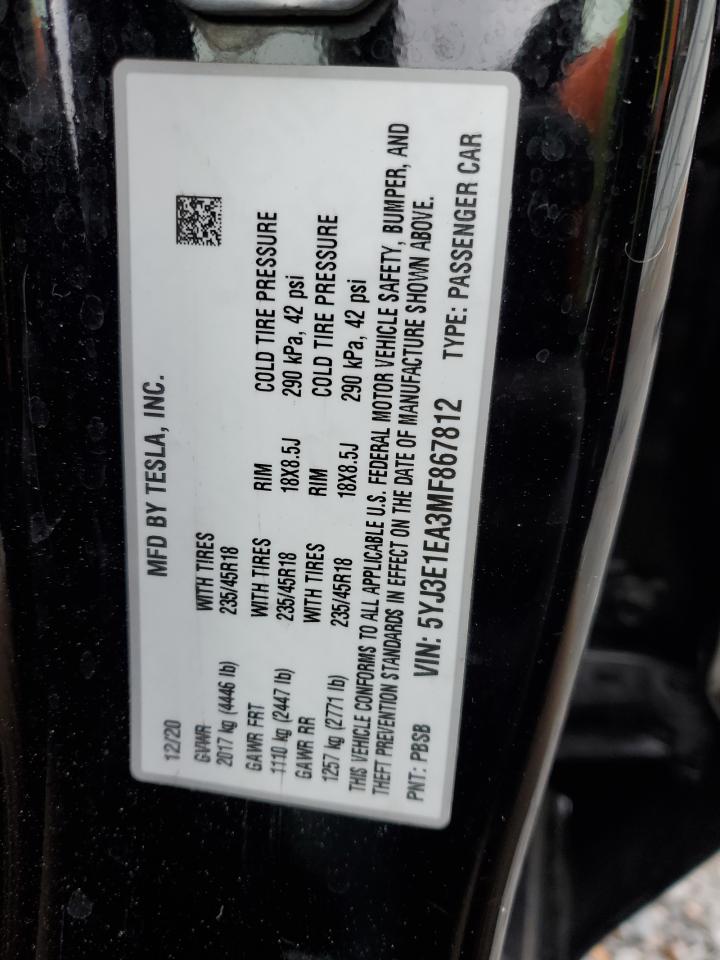 MFD BY TESLA, INC.
12/20
GVWR WITH TIRES
2017 kg (4446 lb) 235/45R18
GAWR FRT WITH TIRES RIM COLD TIRE PRESSURE
1110 kg (2447 lb) 235/45R18 18X8.5J 290 kPa, 42 psi
GAWR RR WITH TIRES RIM COLD TIRE PRESSURE
1257 kg (2771 lb) 235/45R18 18X8.5J 290 kPa, 42 psi
THIS VEHICLE CONFORMS TO ALL APPLICABLE U.S. FEDERAL MOTOR VEHICLE SAFETY, BUMPER, AND
THEFT PREVENTION STANDARDS IN EFFECT ON THE DATE OF MANUFACTURE SHOWN ABOVE.
PNT: PBSB VIN: 5YJ3E1EA3MF867812 TYPE: PASSENGER CAR